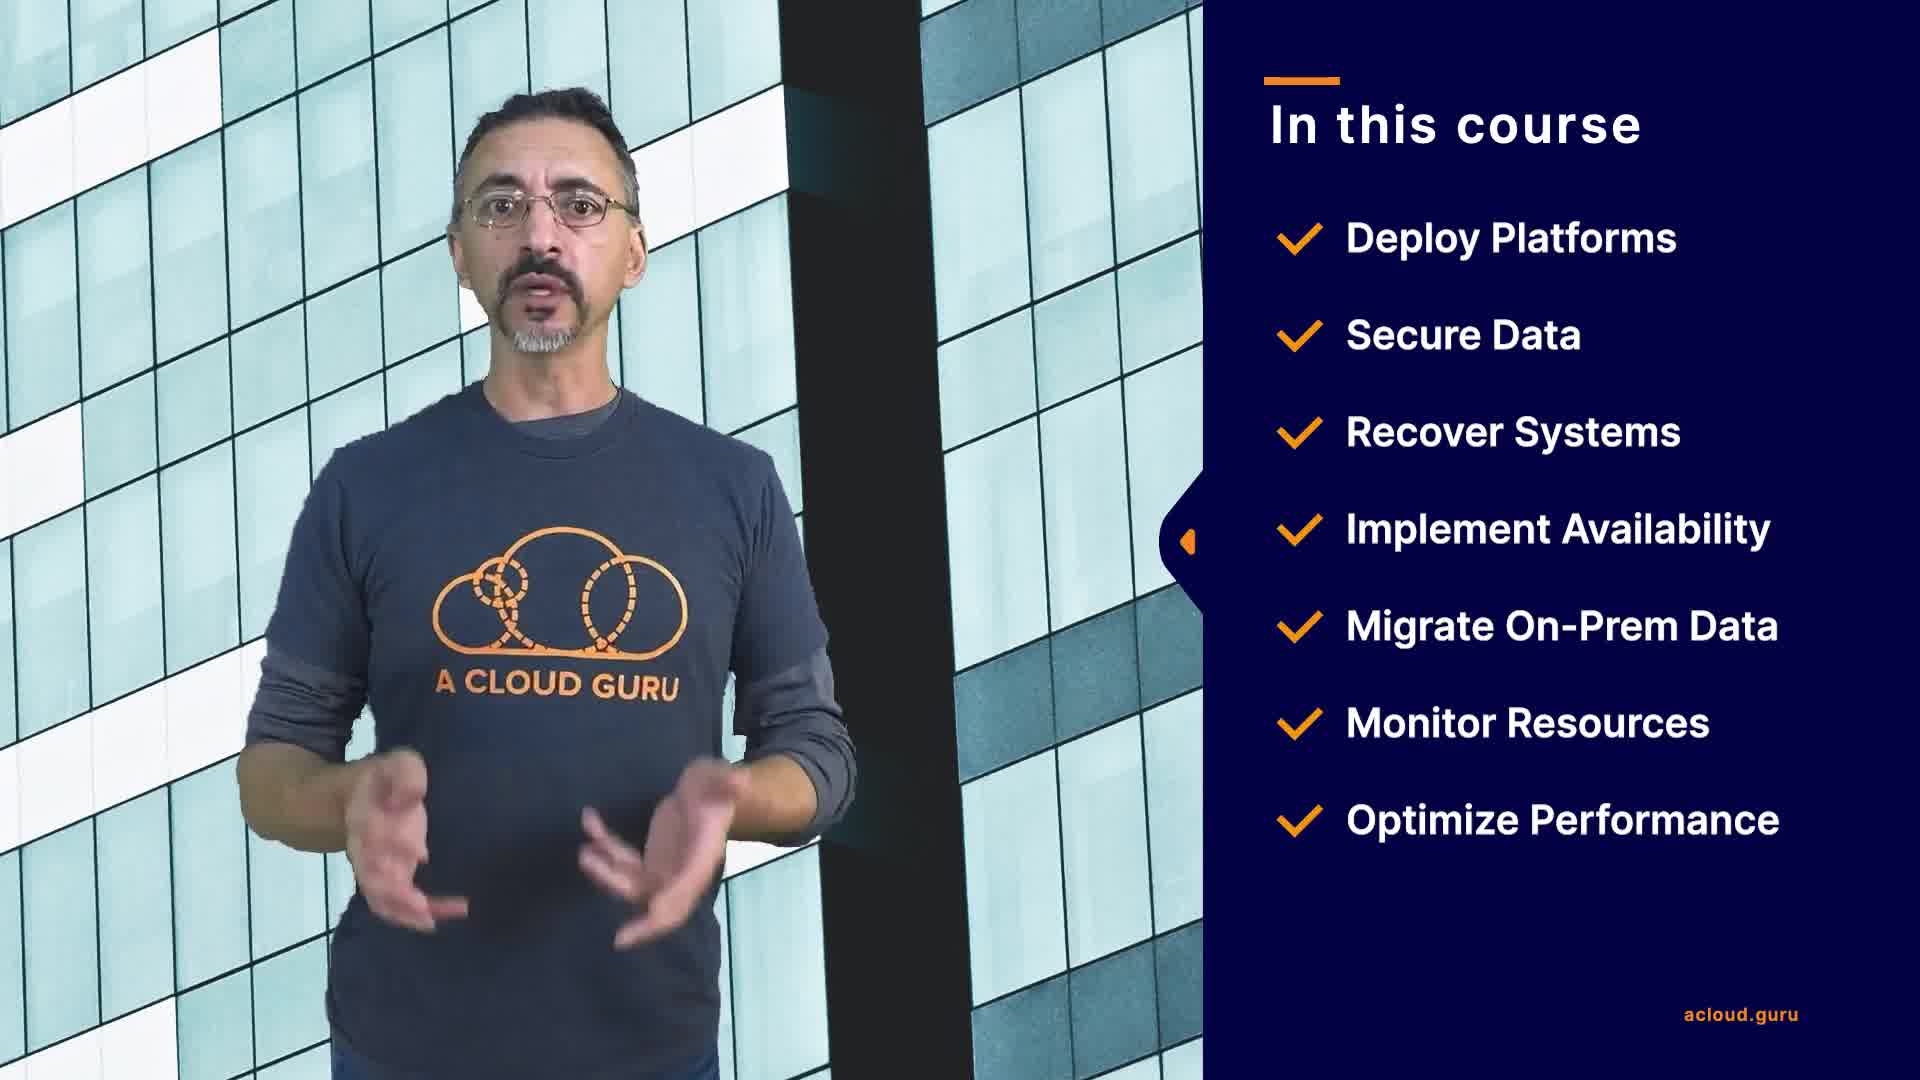 A CLOUD GURU
In this course
Deploy Platforms
Secure Data
Recover Systems
Implement Availability
Migrate On-Prem Data
Monitor Resources
Optimize Performance
acloud.guru